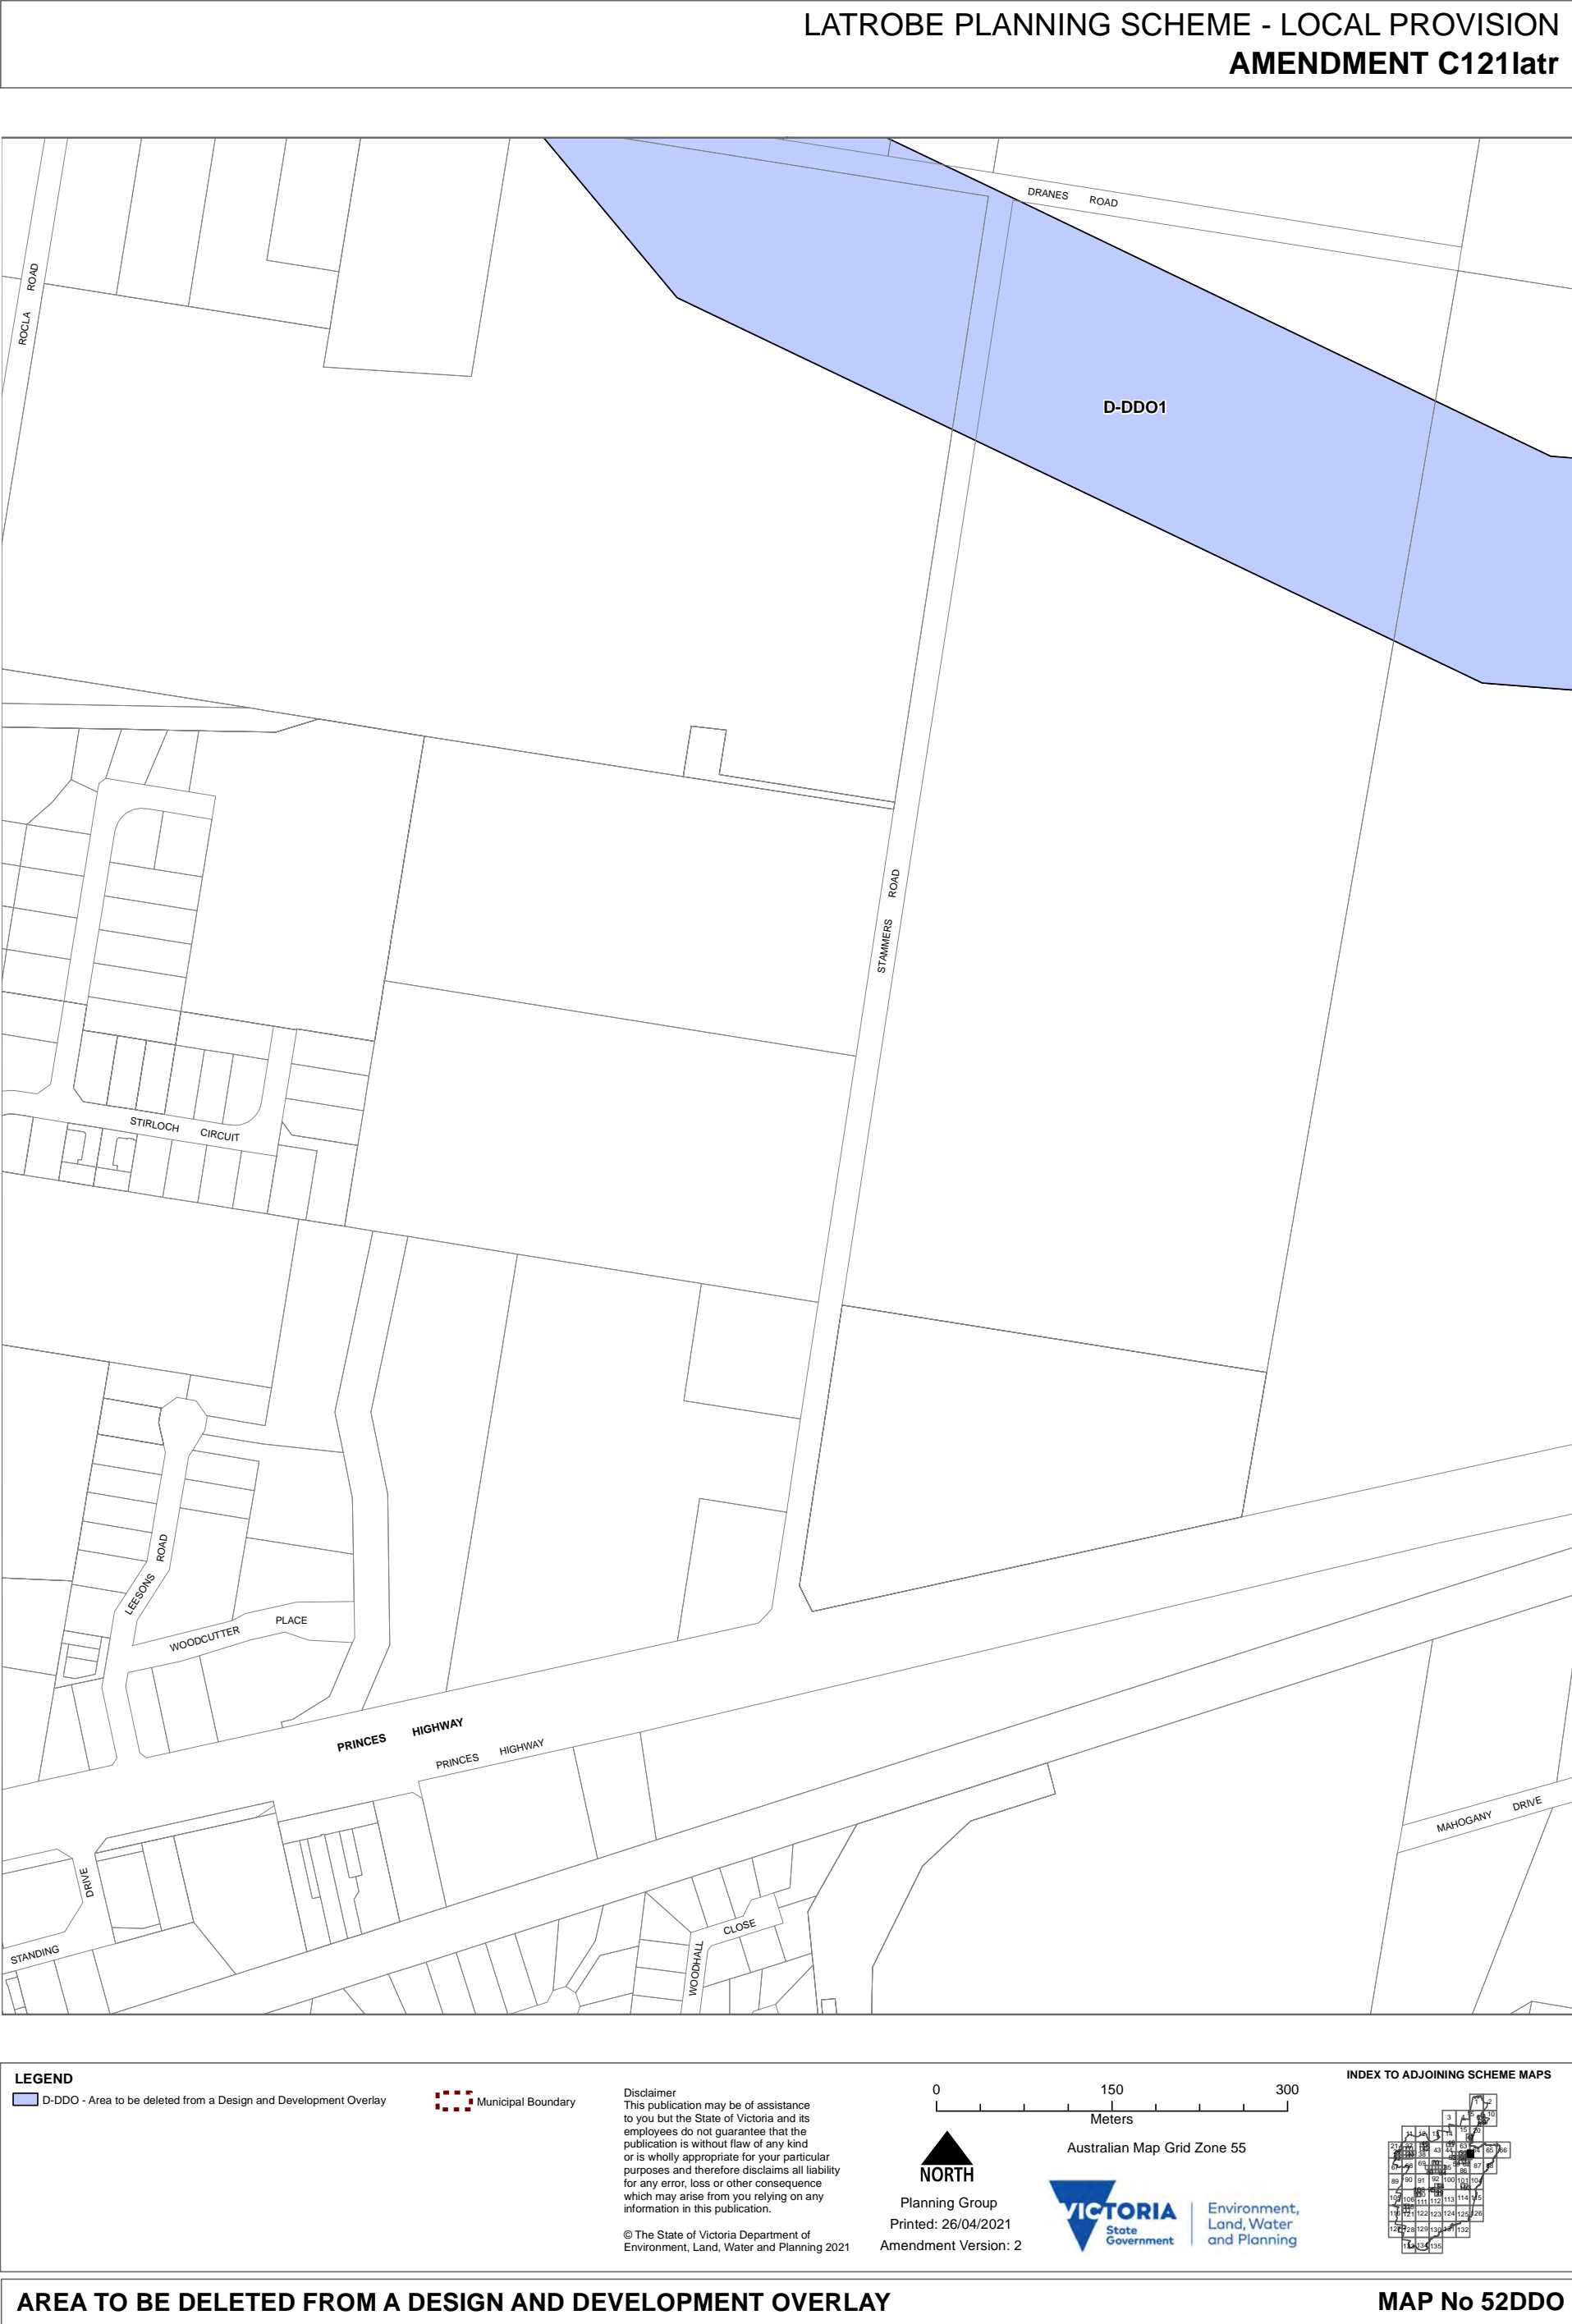 LATROBE PLANNING SCHEME - LOCAL PROVISION
AMENDMENT C121latr
DRANES ROAD
ROCLA ROAD
D-DDO1
STAMMERS ROAD
STIRLOCH CIRCUIT
LEESONS ROAD
WOODCUTTER PLACE
PRINCES HIGHWAY
PRINCES HIGHWAY
MAHOGANY DRIVE
DRIVE
STANDING
WOODHALL CLOSE
LEGEND
D-DDO - Area to be deleted from a Design and Development Overlay
Municipal Boundary
Disclaimer
This publication may be of assistance
to you but the State of Victoria and its
employees do not guarantee that the
publication is without flaw of any kind
or is wholly appropriate for your particular
purposes and therefore disclaims all liability
for any error, loss or other consequence
which may arise from you relying on any
information in this publication.
© The State of Victoria Department of
Environment, Land, Water and Planning 2021
0 150 300
Meters
Australian Map Grid Zone 55
NORTH
Planning Group
Printed: 26/04/2021
Amendment Version: 2
VICTORIA
State
Government
Environment,
Land, Water
and Planning
INDEX TO ADJOINING SCHEME MAPS
AREA TO BE DELETED FROM A DESIGN AND DEVELOPMENT OVERLAY
MAP No 52DDO